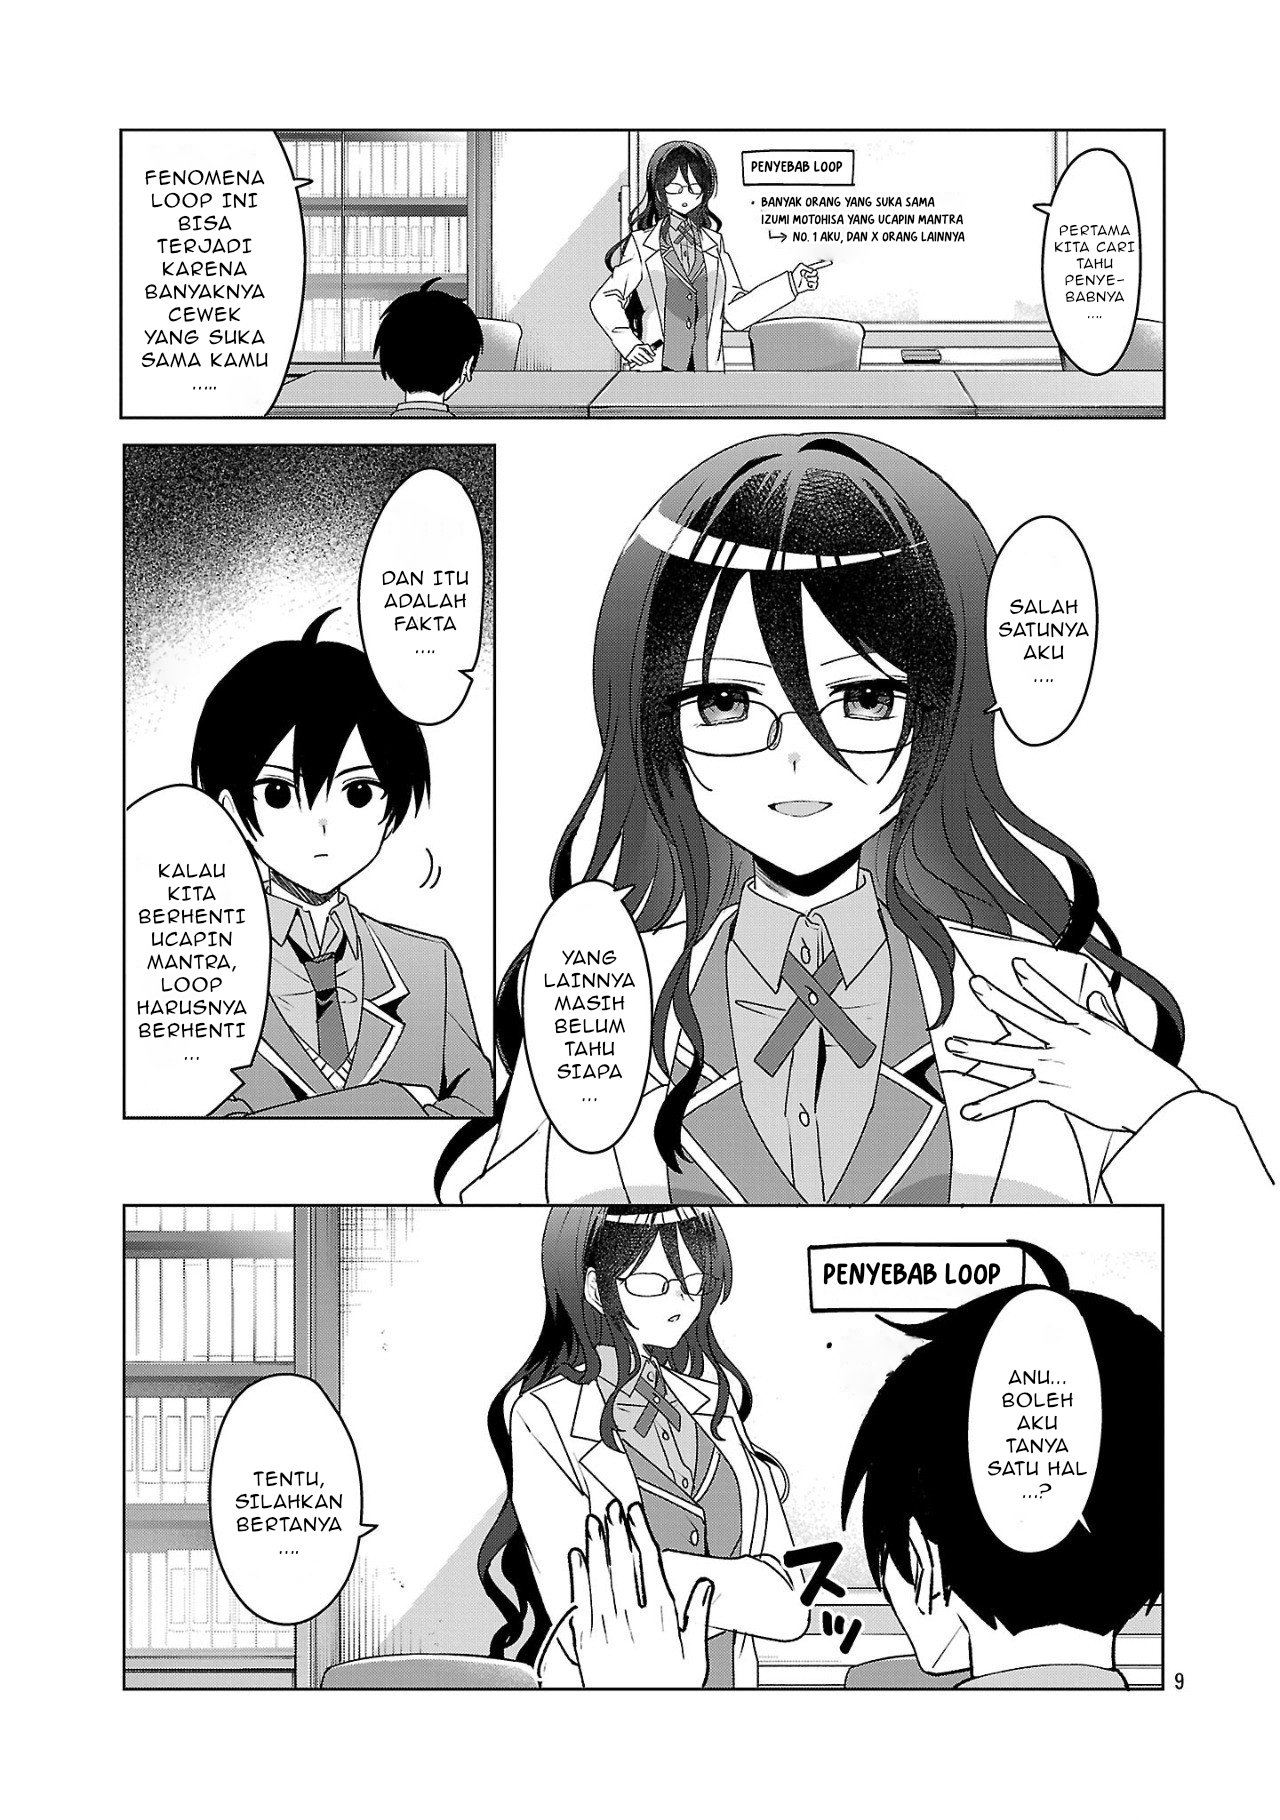 PERTAMA
KITA CARI
TAHU
PENYE-
BABNYA
....
PENYEBAB LOOP
• BANYAK ORANG YANG SUKA SAMA
IZUMI MOTOHISA YANG UCAPIN MANTRA
↳ NO. 1 AKU, DAN X ORANG LAINNYA
FENOMENA
LOOP INI
BISA
TERJADI
KARENA
BANYAKNYA
CEWEK
YANG SUKA
SAMA KAMU
.....
SALAH
SATUNYA
AKU
....
YANG
LAINNYA
MASIH
BELUM
TAHU
SIAPA
...
DAN ITU
ADALAH
FAKTA
....
KALAU
KITA
BERHENTI
UCAPIN
MANTRA,
LOOP
HARUSNYA
BERHENTI
...
PENYEBAB LOOP
ANU...
BOLEH
AKU
TANYA
SATU HAL
...?
スッ
TENTU,
SILAHKAN
BERTANYA
....
9